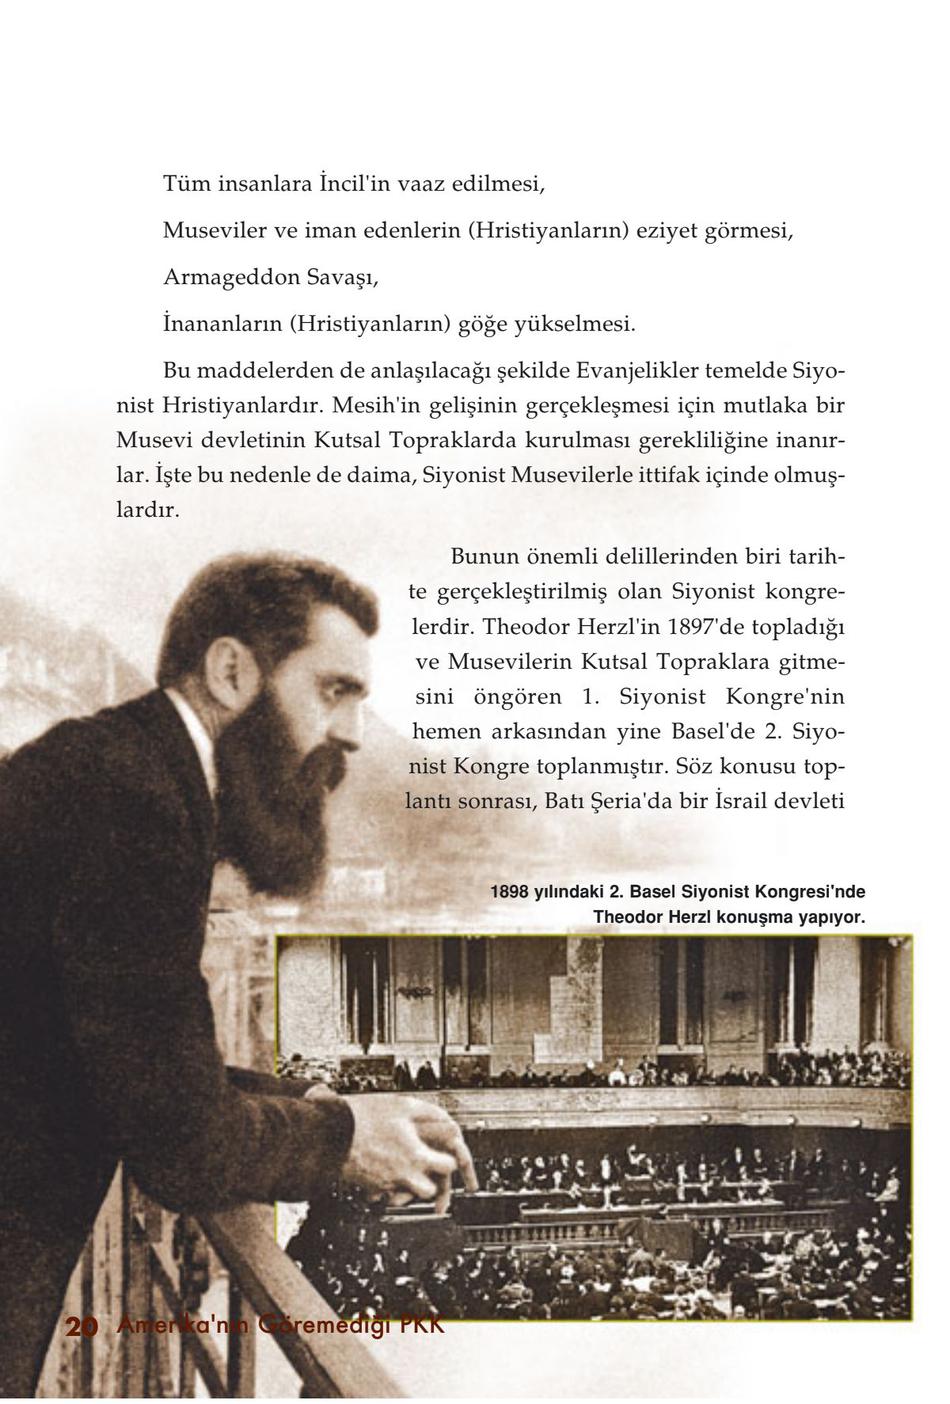 Tüm insanlara İncil'in vaaz edilmesi,
Museviler ve iman edenlerin (Hristiyanların) eziyet görmesi,
Armageddon Savaşı,
İnananların (Hristiyanların) göğe yükselmesi.
Bu maddelerden de anlaşılacağı şekilde Evanjelikler temelde Siyo-
nist Hristiyanlardır. Mesih'in gelişinin gerçekleşmesi için mutlaka bir
Musevi devletinin Kutsal Topraklarda kurulması gerekliliğine inanır-
lar. İşte bu nedenle de daima, Siyonist Musevilerle ittifak içinde olmuş-
lardır.
Bunun önemli delillerinden biri tarih-
te gerçekleştirilmiş olan Siyonist kongre-
lerdir. Theodor Herzl'in 1897'de topladığı
ve Musevilerin Kutsal Topraklara gitme-
sini öngören 1. Siyonist Kongre'nin
hemen arkasından yine Basel'de 2. Siyo-
nist Kongre toplanmıştır. Söz konusu top-
lantı sonrası, Batı Şeria'da bir İsrail devleti
1898 yılındaki 2. Basel Siyonist Kongresi'nde
Theodor Herzl konuşma yapıyor.
20 Amerika'nın Göremediği PKK